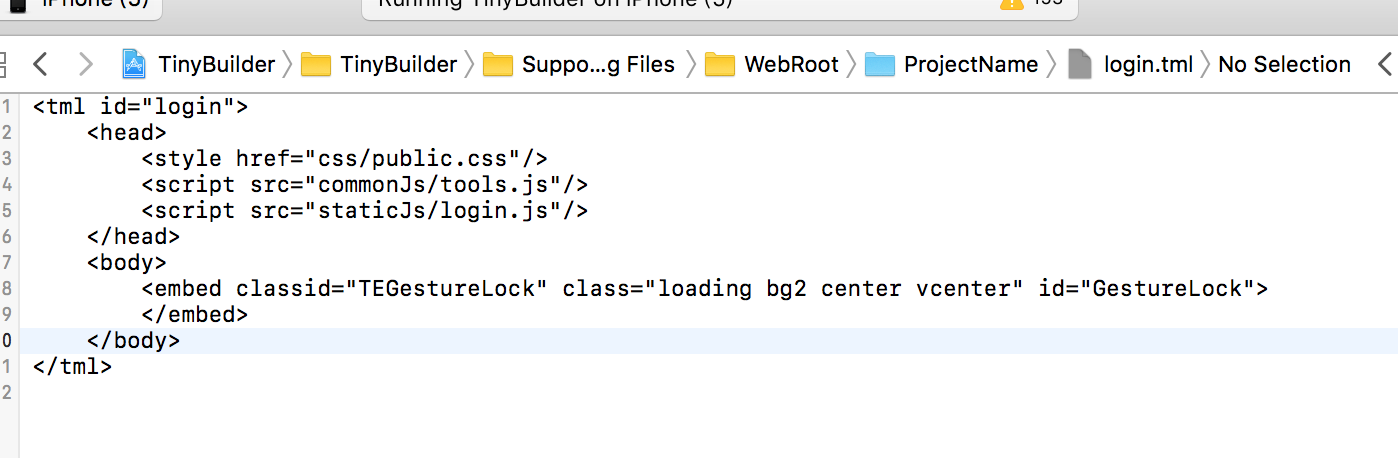 iPhone (5) Running TinyBuilder on iPhone (5)
TinyBuilder TinyBuilder Suppo...g Files WebRoot ProjectName login.tml No Selection
1 <tml id="login">
2 <head>
3 <style href="css/public.css"/>
4 <script src="commonJs/tools.js"/>
5 <script src="staticJs/login.js"/>
6 </head>
7 <body>
8 <embed classid="TEGestureLock" class="loading bg2 center vcenter" id="GestureLock">
9 </embed>
0 </body>
1 </tml>
2